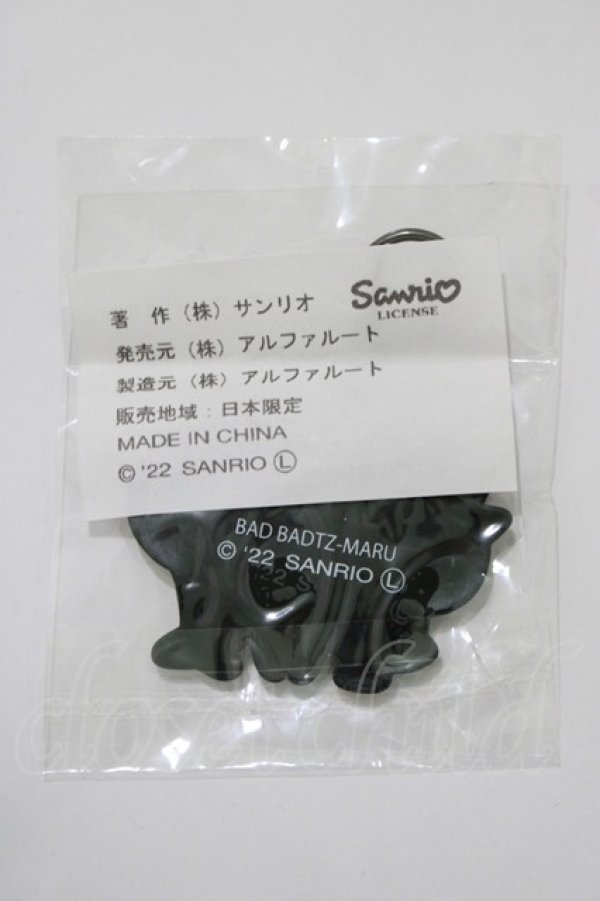 著 作（株）サンリオ
Sanrio
LICENSE
発売元（株）アルファルート
製造元（株）アルファルート
販売地域：日本限定
MADE IN CHINA
© '22 SANRIO Ⓛ
BAD BADTZ-MARU
© '22 SANRIO Ⓛ
closet child